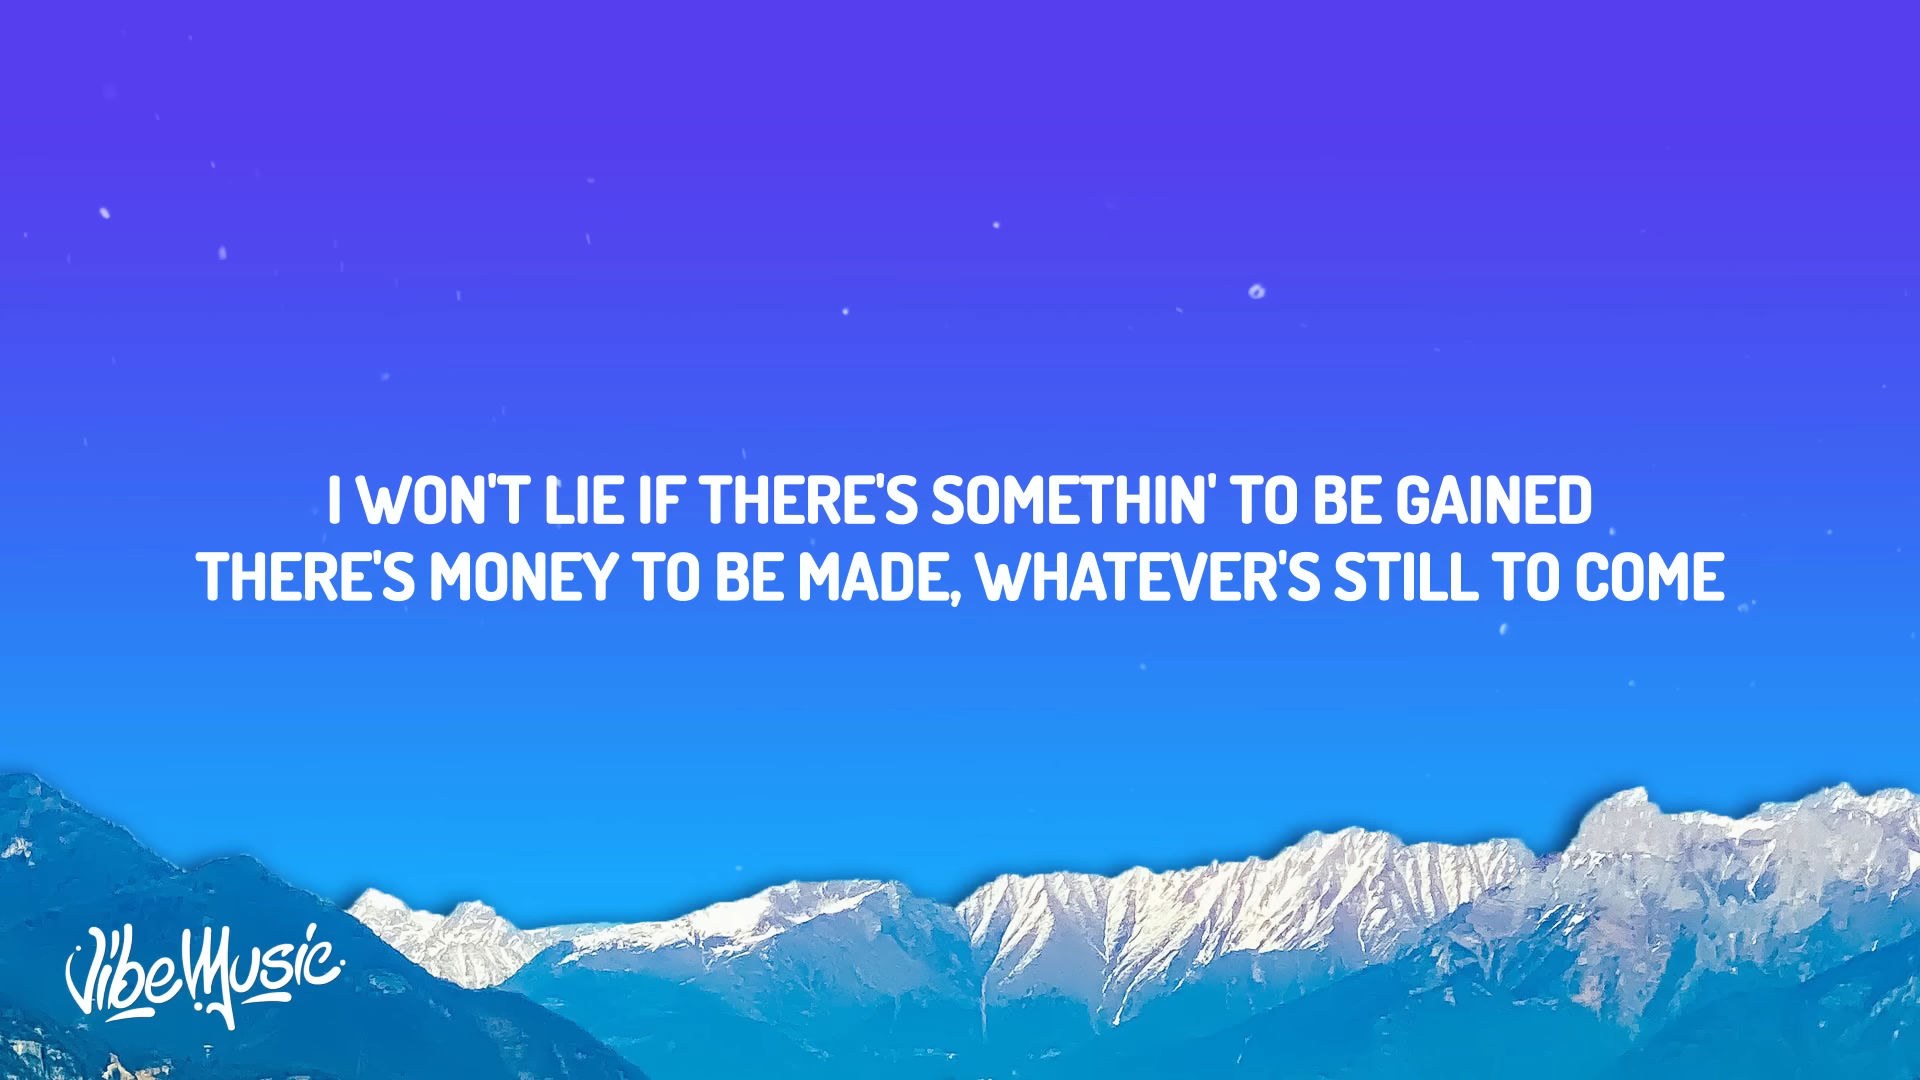 I WON'T LIE IF THERE'S SOMETHIN' TO BE GAINED
THERE'S MONEY TO BE MADE, WHATEVER'S STILL TO COME
VibeMusic